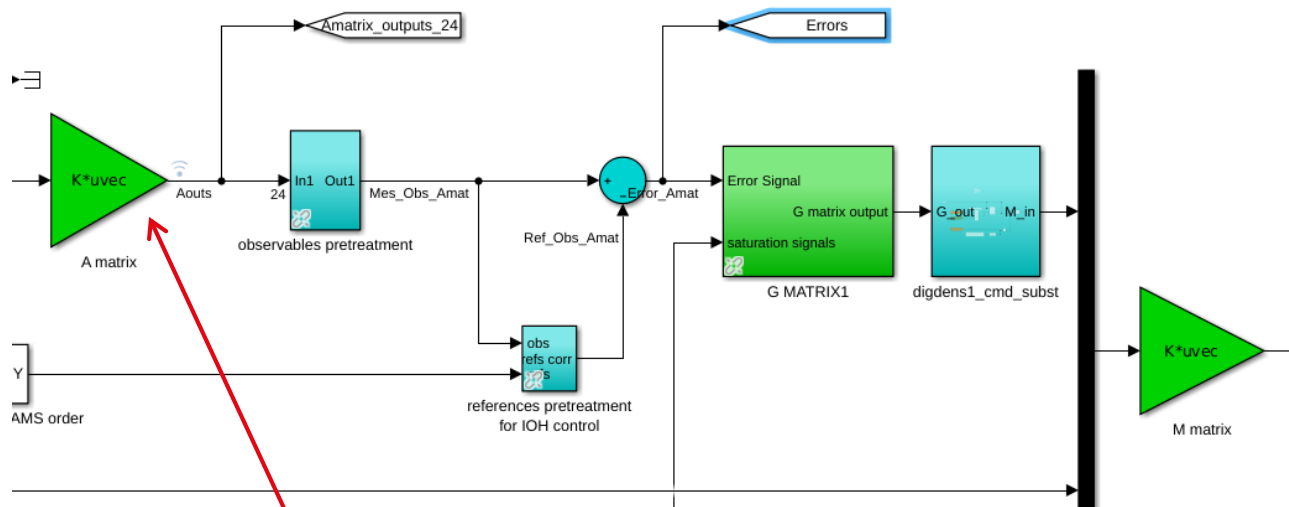 Amatrix_outputs_24
Errors
K*uvec
Aouts
24
In1 Out1
Mes_Obs_Amat
+
-
Error_Amat
Error Signal
G matrix output
saturation signals
G_out M_in
A matrix
observables pretreatment
Ref_Obs_Amat
G MATRIX1
digdens1_cmd_subst
K*uvec
M matrix
Y
AMS order
obs
refs corr
references pretreatment
for IOH control